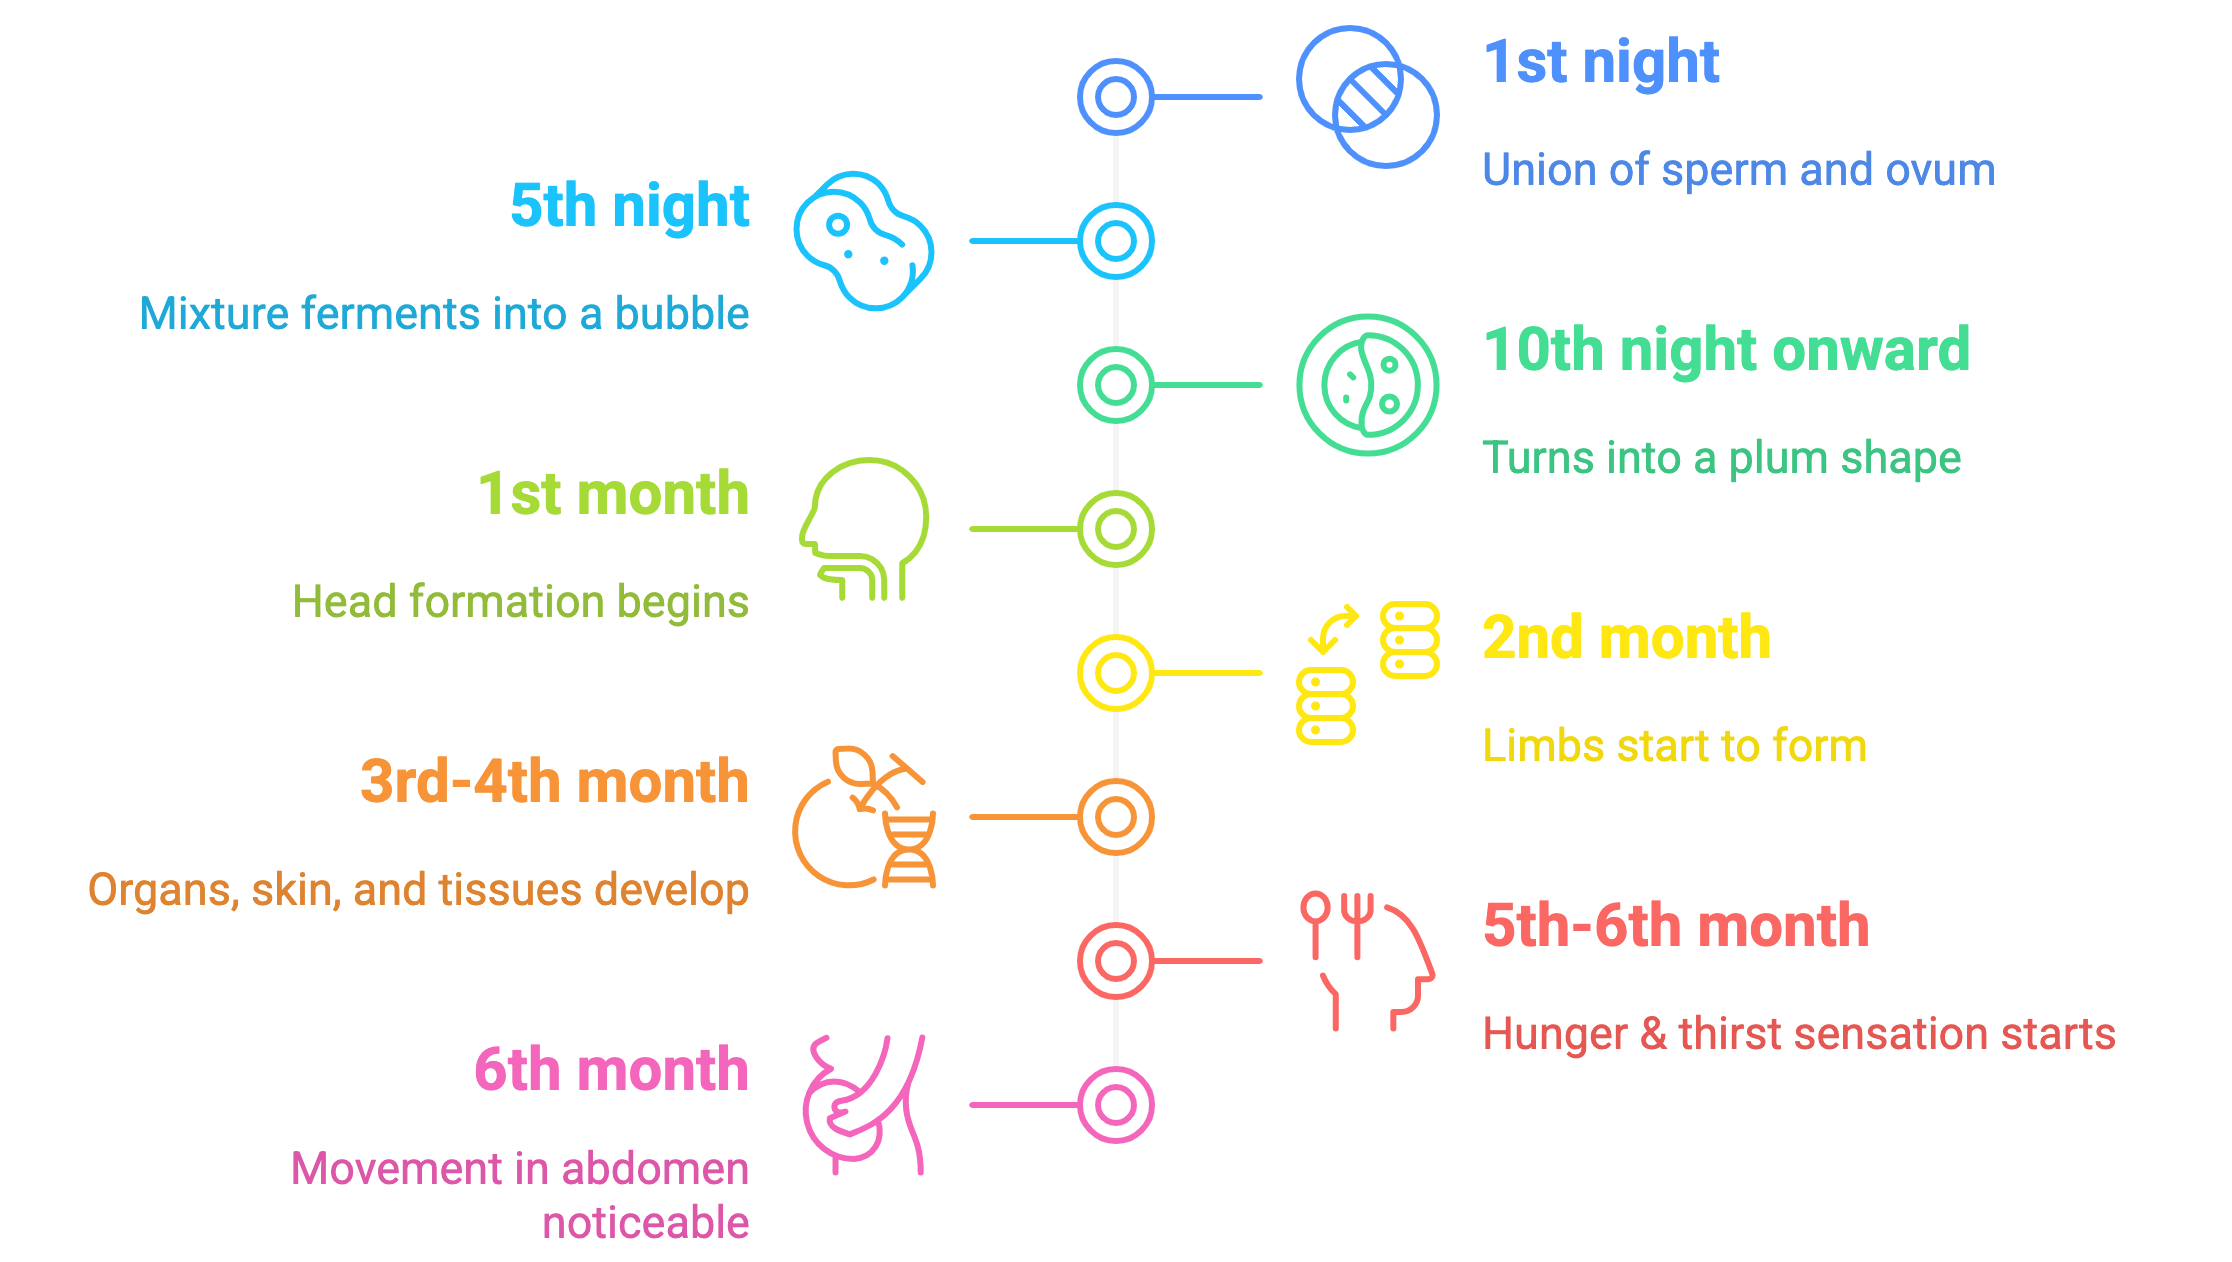 1st night
Union of sperm and ovum
5th night
Mixture ferments into a bubble
10th night onward
Turns into a plum shape
1st month
Head formation begins
2nd month
Limbs start to form
3rd-4th month
Organs, skin, and tissues develop
5th-6th month
Hunger & thirst sensation starts
6th month
Movement in abdomen
noticeable